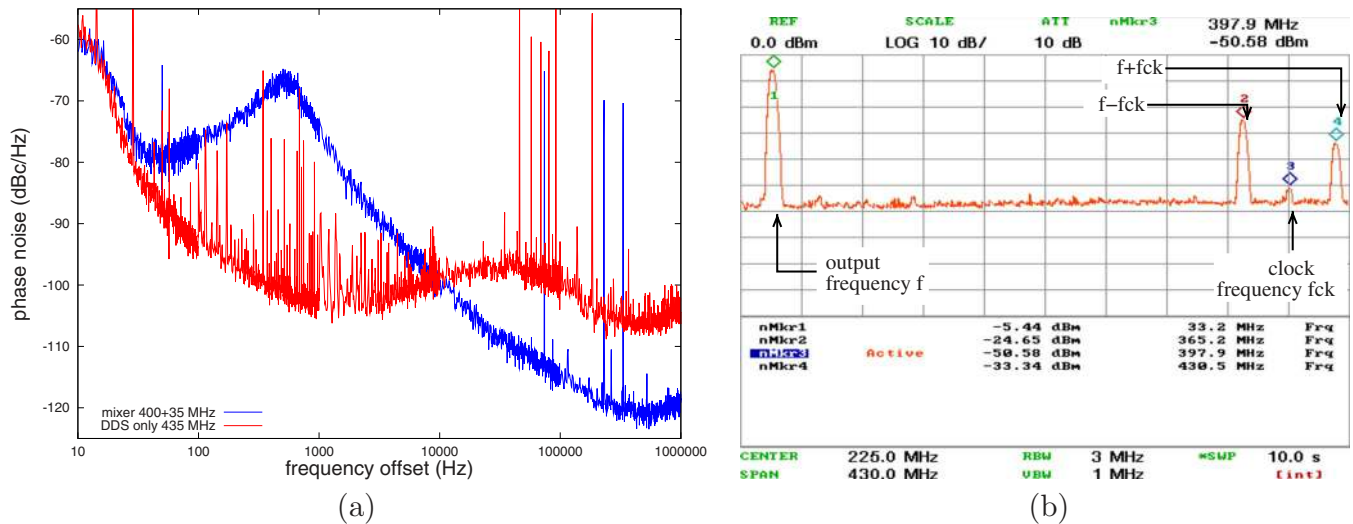 phase noise (dBc/Hz)
-60
-70
-80
-90
-100
-110
-120
mixer 400+35 MHz
DDS only 435 MHz
10 100 1000 10000 100000 1000000
frequency offset (Hz)
(a)
REF SCALE ATT nMkr3 397.9 MHz
0.0 dBm LOG 10 dB/ 10 dB -50.58 dBm
f+fck
f−fck
1
2
3
4
output
frequency f
clock
frequency fck
nMkr1 -5.44 dBm 33.2 MHz Frq
nMkr2 -24.65 dBm 365.2 MHz Frq
nMkr3 Active -50.58 dBm 397.9 MHz Frq
nMkr4 -33.34 dBm 430.5 MHz Frq
CENTER 225.0 MHz RBW 3 MHz *SWP 10.0 s
SPAN 430.0 MHz VBW 1 MHz [int]
(b)